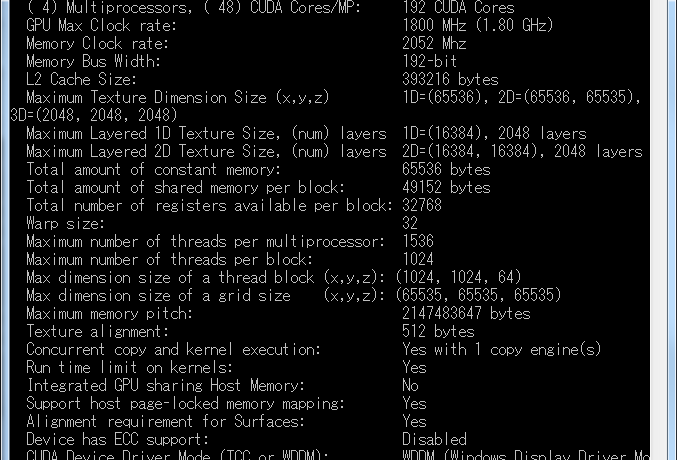 ( 4) Multiprocessors, ( 48) CUDA Cores/MP: 192 CUDA Cores
GPU Max Clock rate: 1800 MHz (1.80 GHz)
Memory Clock rate: 2052 Mhz
Memory Bus Width: 192-bit
L2 Cache Size: 393216 bytes
Maximum Texture Dimension Size (x,y,z) 1D=(65536), 2D=(65536, 65535),
3D=(2048, 2048, 2048)
Maximum Layered 1D Texture Size, (num) layers 1D=(16384), 2048 layers
Maximum Layered 2D Texture Size, (num) layers 2D=(16384, 16384), 2048 layers
Total amount of constant memory: 65536 bytes
Total amount of shared memory per block: 49152 bytes
Total number of registers available per block: 32768
Warp size: 32
Maximum number of threads per multiprocessor: 1536
Maximum number of threads per block: 1024
Max dimension size of a thread block (x,y,z): (1024, 1024, 64)
Max dimension size of a grid size (x,y,z): (65535, 65535, 65535)
Maximum memory pitch: 2147483647 bytes
Texture alignment: 512 bytes
Concurrent copy and kernel execution: Yes with 1 copy engine(s)
Run time limit on kernels: Yes
Integrated GPU sharing Host Memory: No
Support host page-locked memory mapping: Yes
Alignment requirement for Surfaces: Yes
Device has ECC support: Disabled
CUDA Device Driver Mode (TCC or WDDM): WDDM (Windows Display Driver Mo